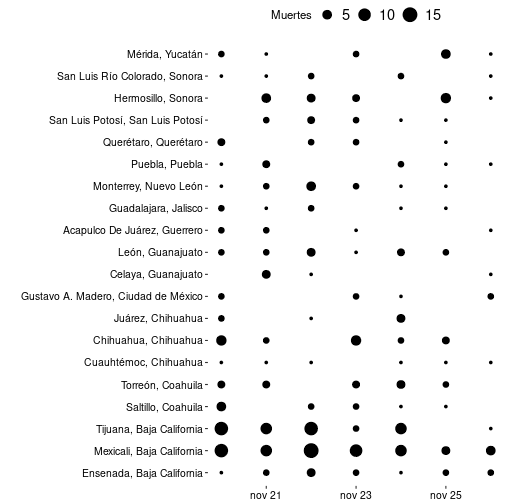 Muertes 5 10 15
Mérida, Yucatán
San Luis Río Colorado, Sonora
Hermosillo, Sonora
San Luis Potosí, San Luis Potosí
Querétaro, Querétaro
Puebla, Puebla
Monterrey, Nuevo León
Guadalajara, Jalisco
Acapulco De Juárez, Guerrero
León, Guanajuato
Celaya, Guanajuato
Gustavo A. Madero, Ciudad de México
Juárez, Chihuahua
Chihuahua, Chihuahua
Cuauhtémoc, Chihuahua
Torreón, Coahuila
Saltillo, Coahuila
Tijuana, Baja California
Mexicali, Baja California
Ensenada, Baja California
nov 21 nov 23 nov 25